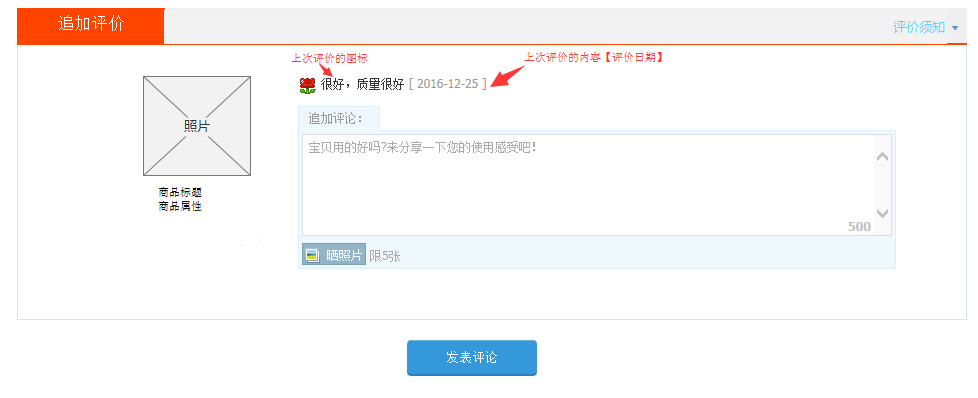 追加评价
评价须知
上次评价的图标
上次评价的内容【评价日期】
很好，质量很好 [ 2016-12-25 ]
照片
追加评论：
宝贝用的好吗?来分享一下您的使用感受吧!
商品标题
商品属性
500
晒照片 限5张
发表评论